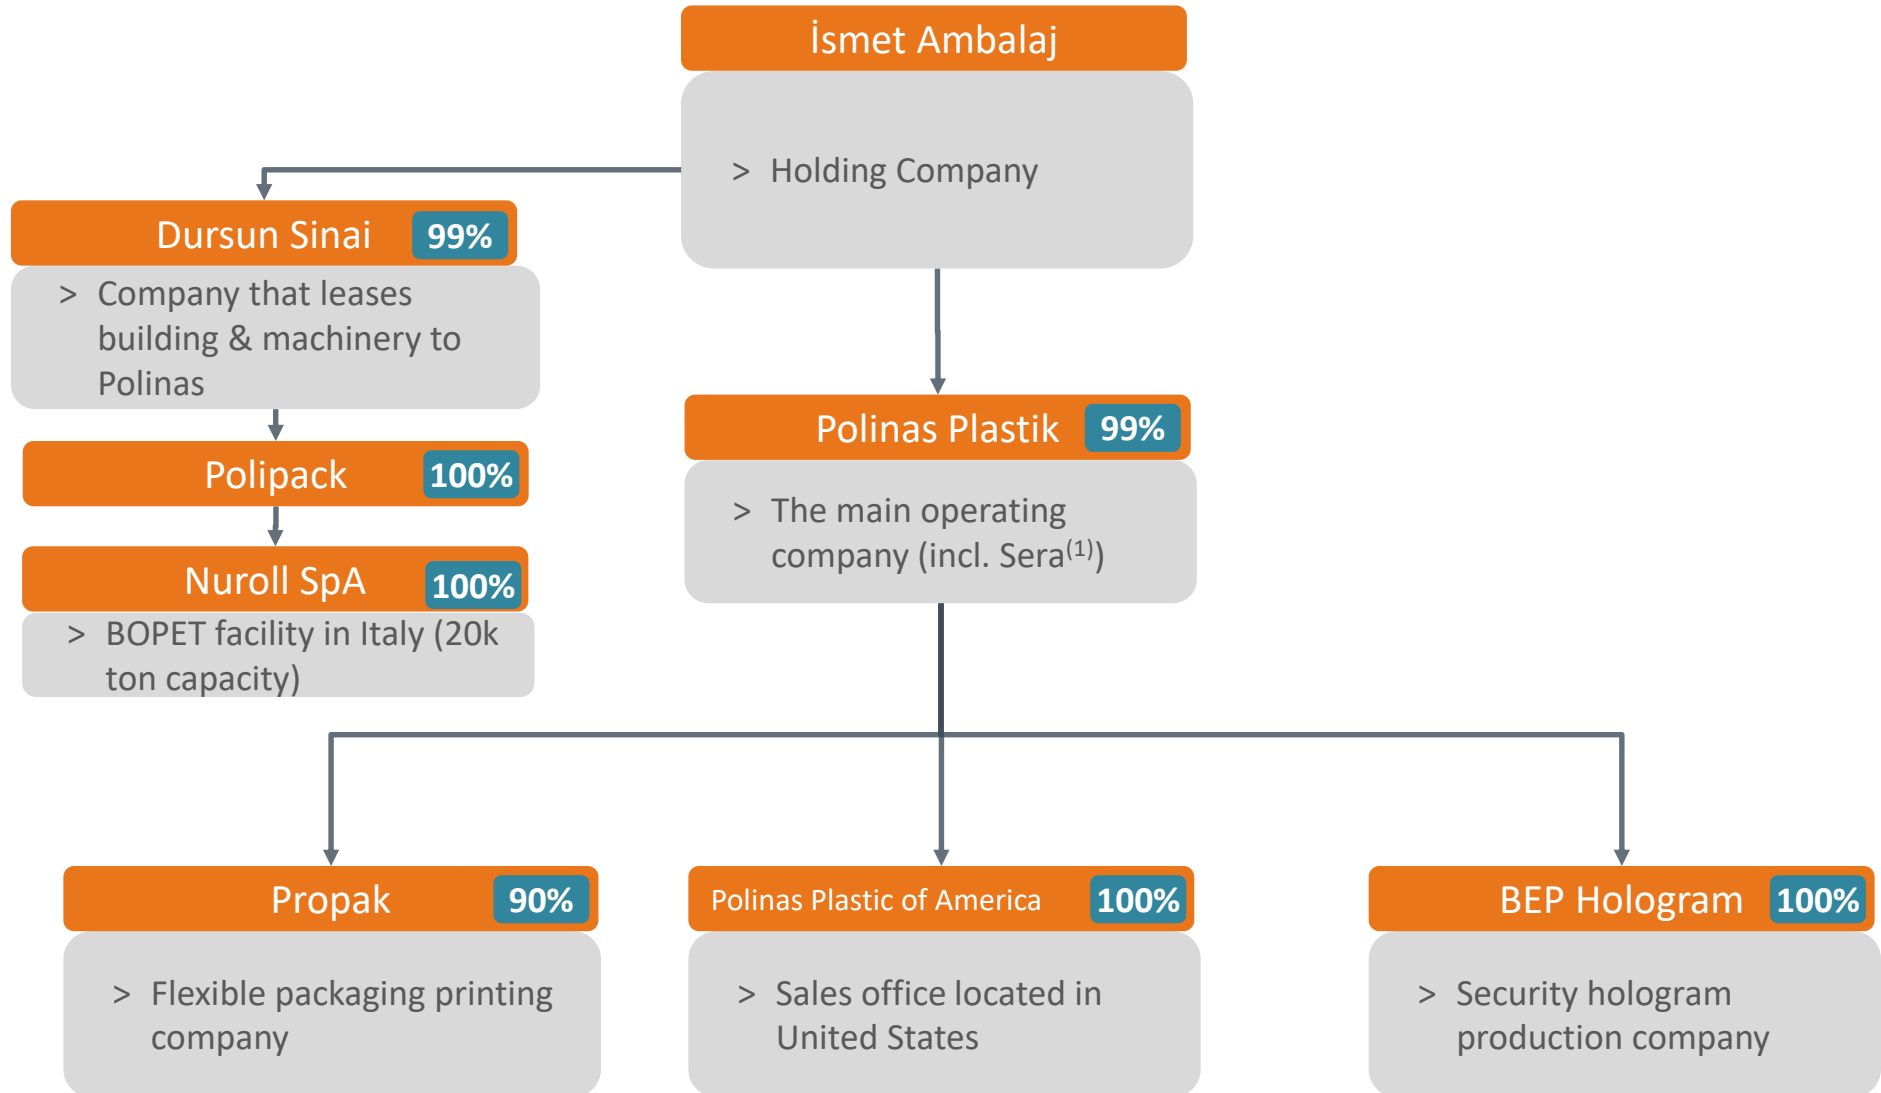 İsmet Ambalaj
> Holding Company
Dursun Sinai 99%
> Company that leases
building & machinery to
Polinas
Polipack 100%
Nuroll SpA 100%
> BOPET facility in Italy (20k
ton capacity)
Polinas Plastik 99%
> The main operating
company (incl. Sera(1))
Propak 90%
> Flexible packaging printing
company
Polinas Plastic of America 100%
> Sales office located in
United States
BEP Hologram 100%
> Security hologram
production company